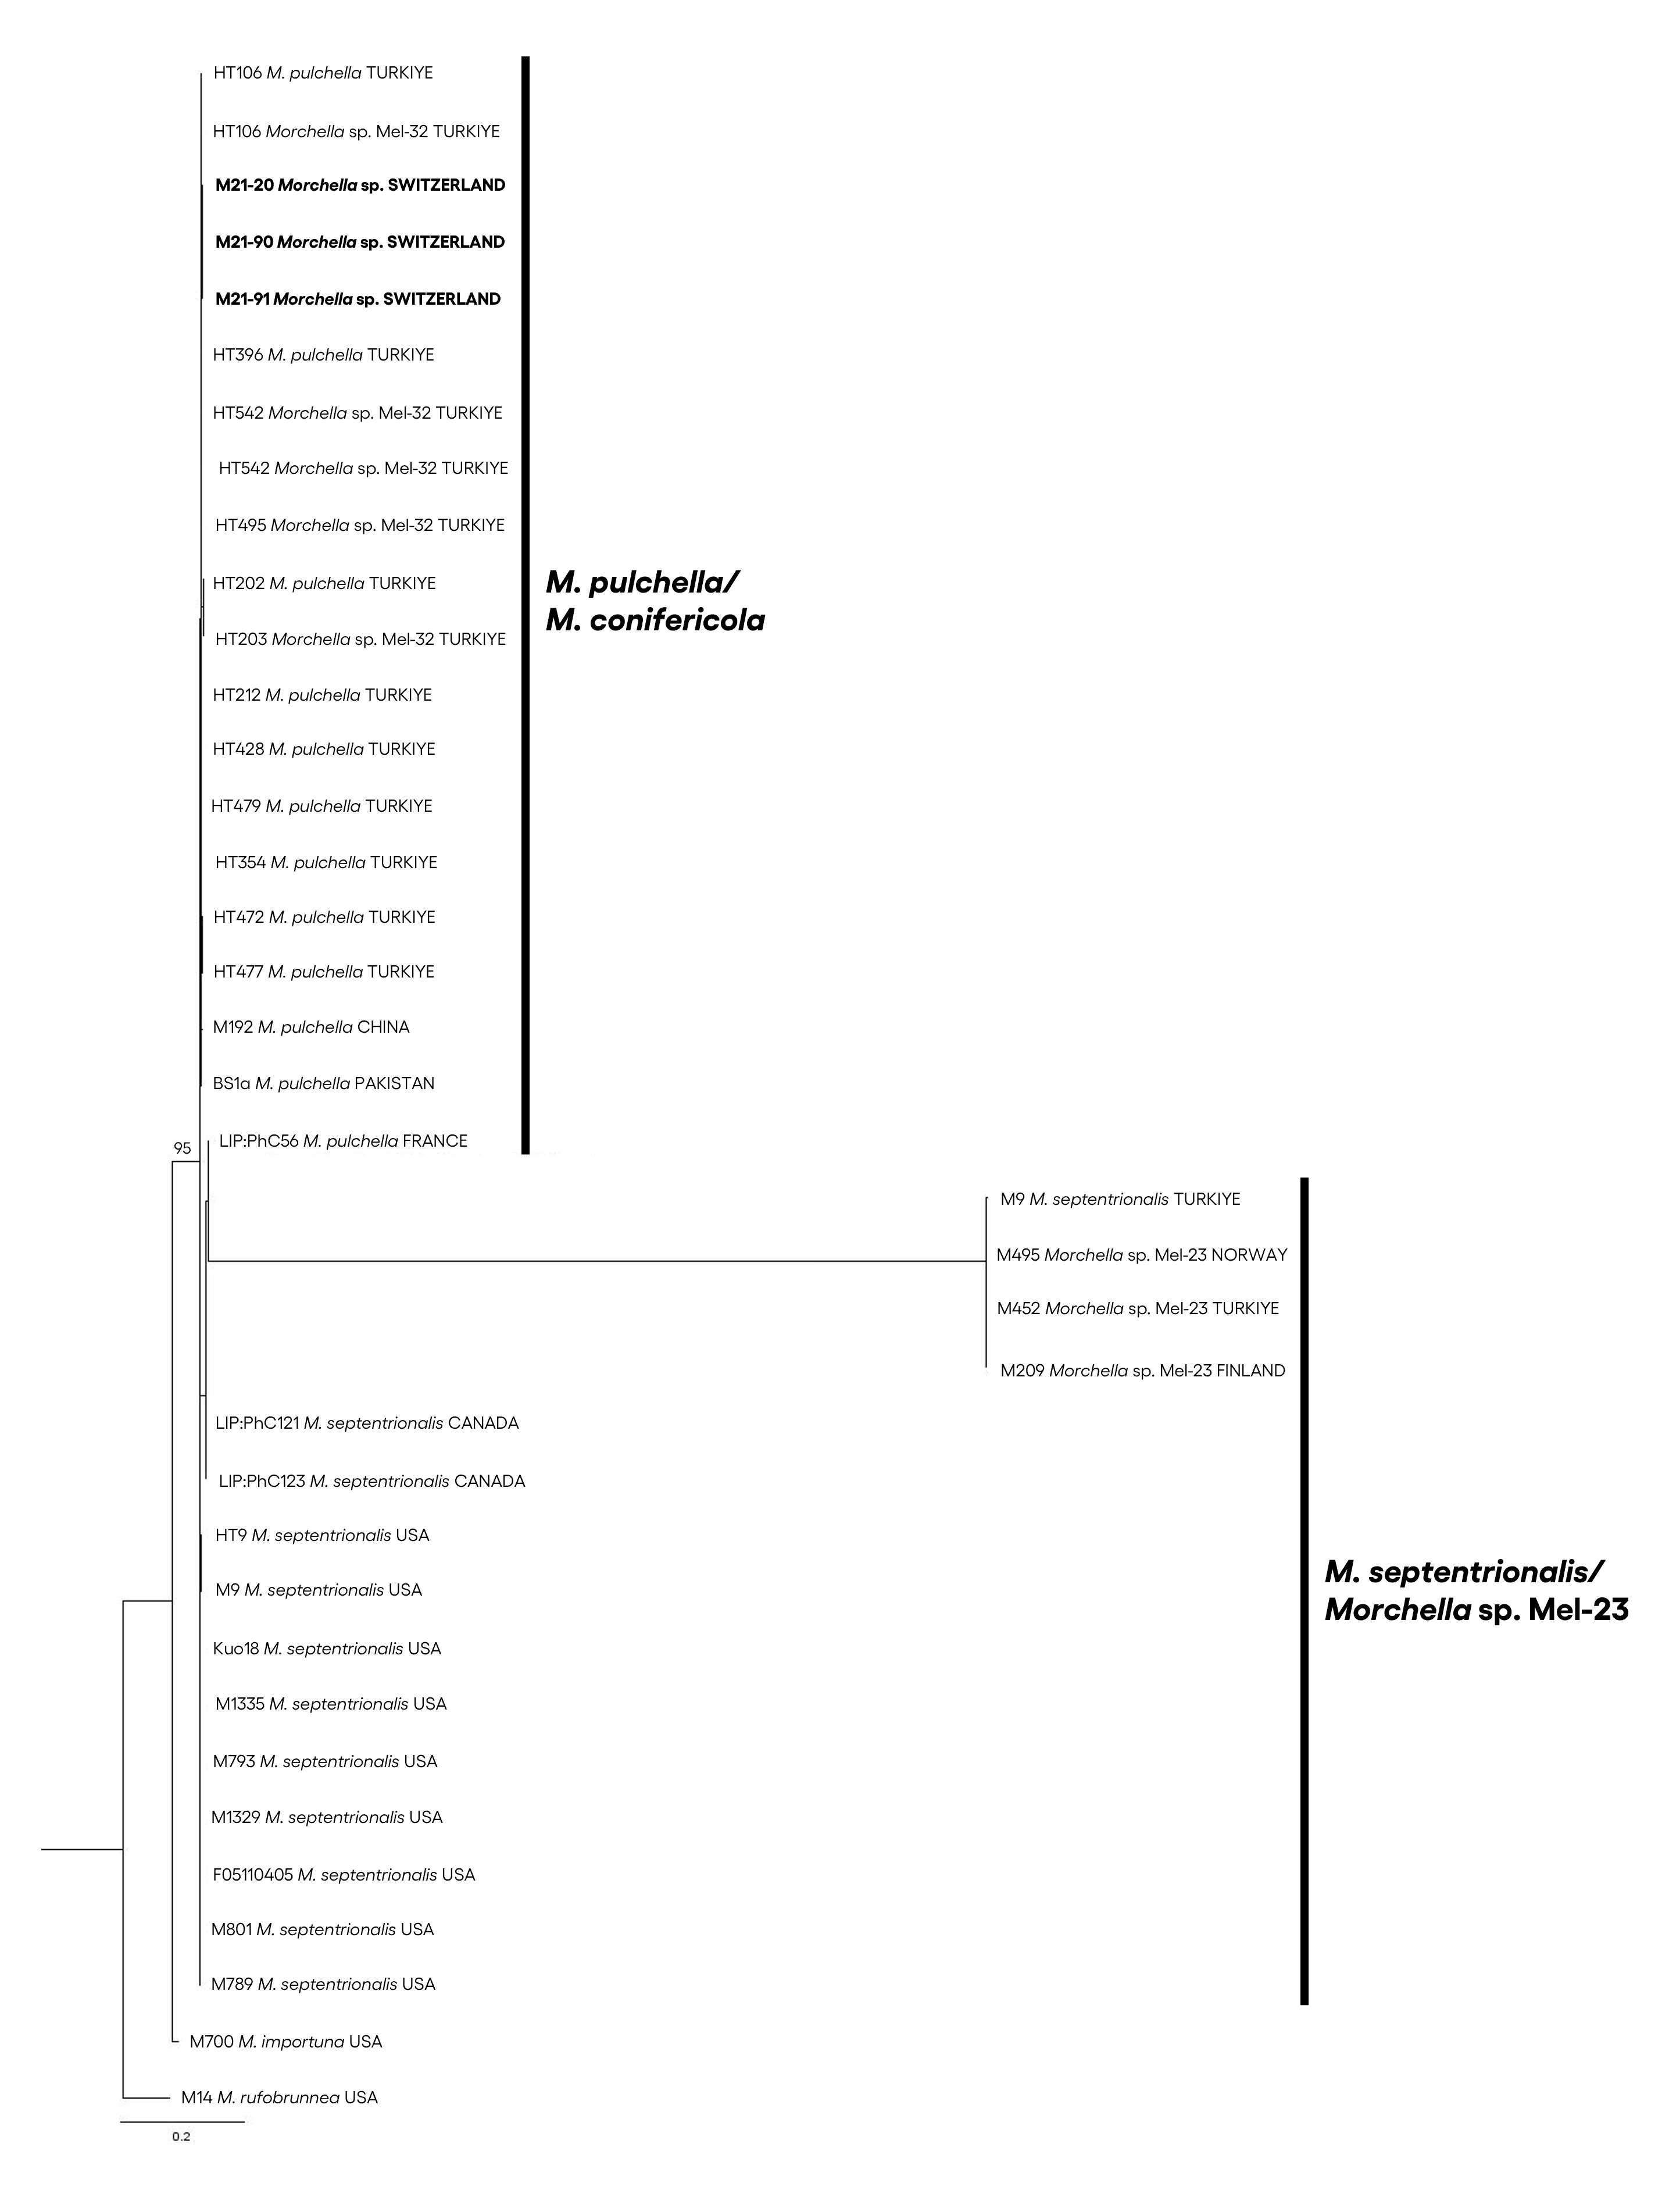 HT106 M. pulchella TURKIYE
HT106 Morchella sp. Mel-32 TURKIYE
M21-20 Morchella sp. SWITZERLAND
M21-90 Morchella sp. SWITZERLAND
M21-91 Morchella sp. SWITZERLAND
HT396 M. pulchella TURKIYE
HT542 Morchella sp. Mel-32 TURKIYE
HT542 Morchella sp. Mel-32 TURKIYE
HT495 Morchella sp. Mel-32 TURKIYE
HT202 M. pulchella TURKIYE
M. pulchella/
M. conifericola
HT203 Morchella sp. Mel-32 TURKIYE
HT212 M. pulchella TURKIYE
HT428 M. pulchella TURKIYE
HT479 M. pulchella TURKIYE
HT354 M. pulchella TURKIYE
HT472 M. pulchella TURKIYE
HT477 M. pulchella TURKIYE
M192 M. pulchella CHINA
BS1a M. pulchella PAKISTAN
LIP:PhC56 M. pulchella FRANCE
95
M9 M. septentrionalis TURKIYE
M495 Morchella sp. Mel-23 NORWAY
M452 Morchella sp. Mel-23 TURKIYE
M209 Morchella sp. Mel-23 FINLAND
LIP:PhC121 M. septentrionalis CANADA
LIP:PhC123 M. septentrionalis CANADA
HT9 M. septentrionalis USA
M9 M. septentrionalis USA
M. septentrionalis/
Morchella sp. Mel-23
Kuo18 M. septentrionalis USA
M1335 M. septentrionalis USA
M793 M. septentrionalis USA
M1329 M. septentrionalis USA
F05110405 M. septentrionalis USA
M801 M. septentrionalis USA
M789 M. septentrionalis USA
M700 M. importuna USA
M14 M. rufobrunnea USA
0.2